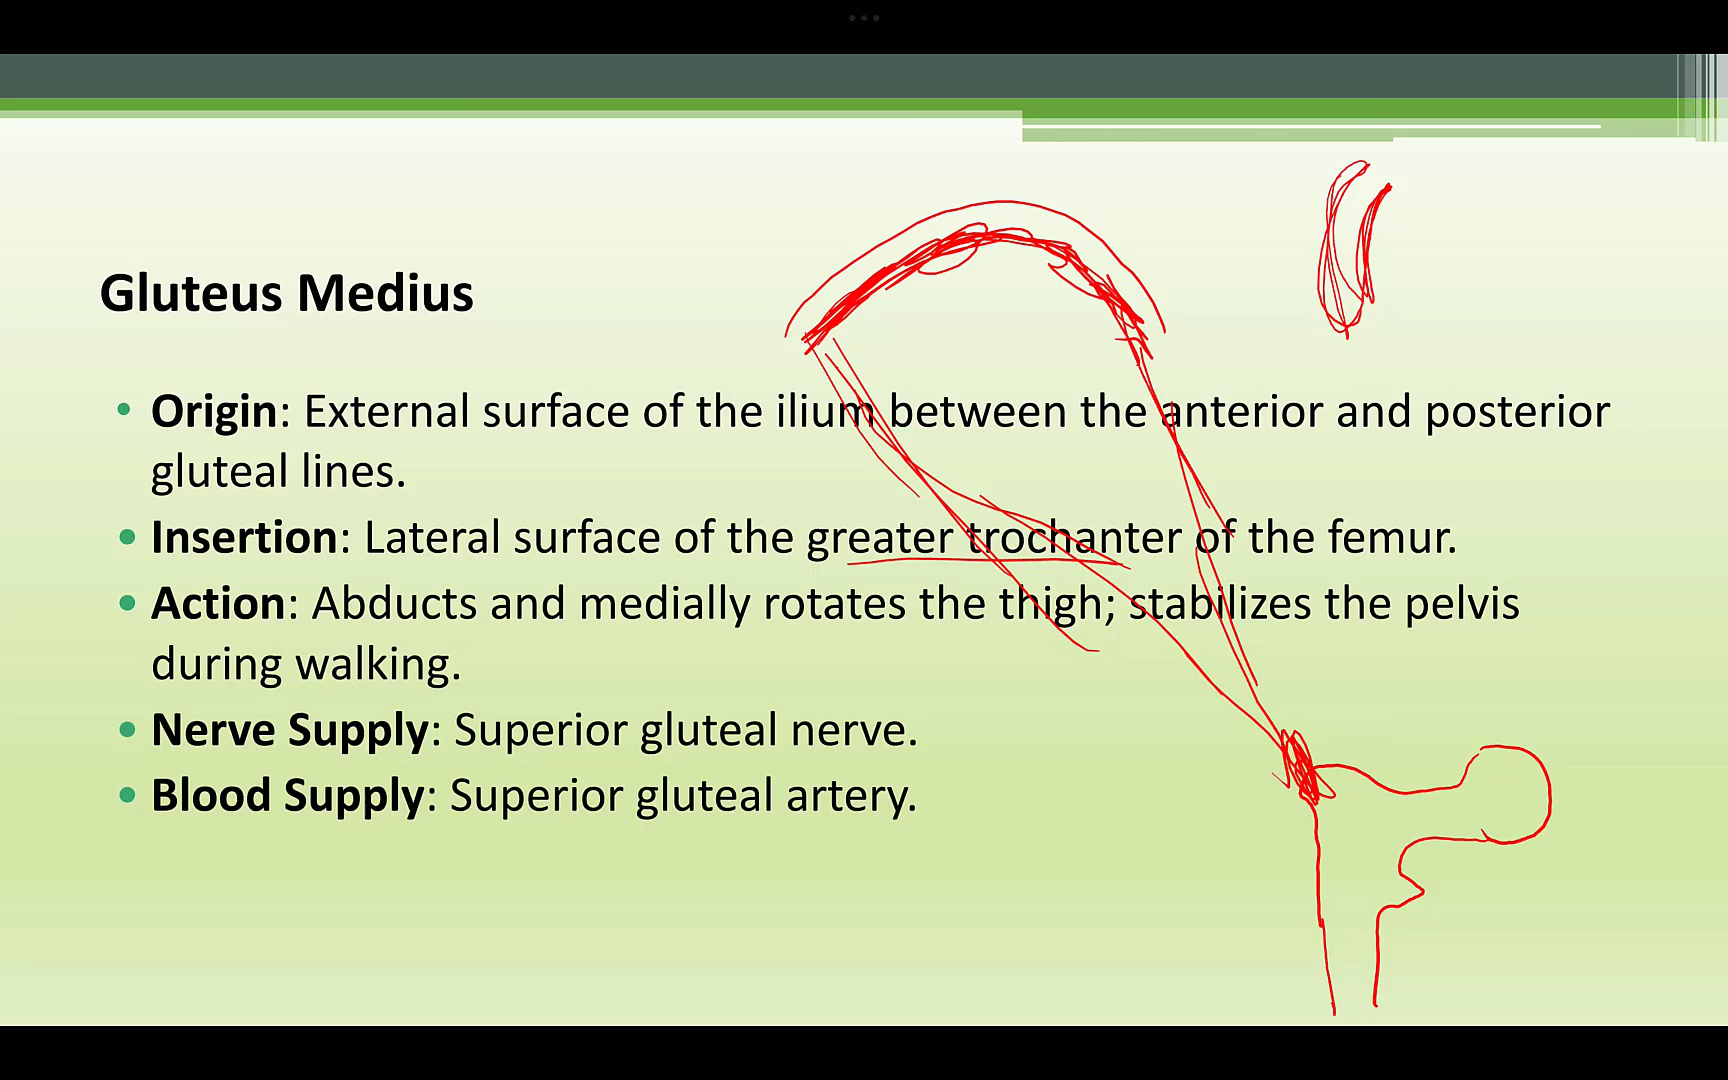 Gluteus Medius
• Origin: External surface of the ilium between the anterior and posterior
gluteal lines.
• Insertion: Lateral surface of the greater trochanter of the femur.
• Action: Abducts and medially rotates the thigh; stabilizes the pelvis
during walking.
• Nerve Supply: Superior gluteal nerve.
• Blood Supply: Superior gluteal artery.